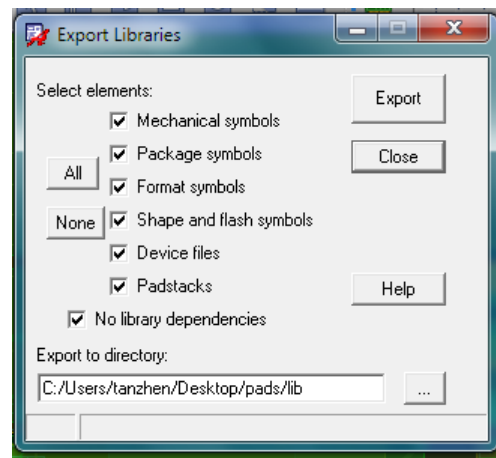 Export Libraries
Select elements:
Export
Mechanical symbols
Package symbols
Close
All
Format symbols
None
Shape and flash symbols
Device files
Padstacks
Help
No library dependencies
Export to directory:
C:/Users/tanzhen/Desktop/pads/lib
...